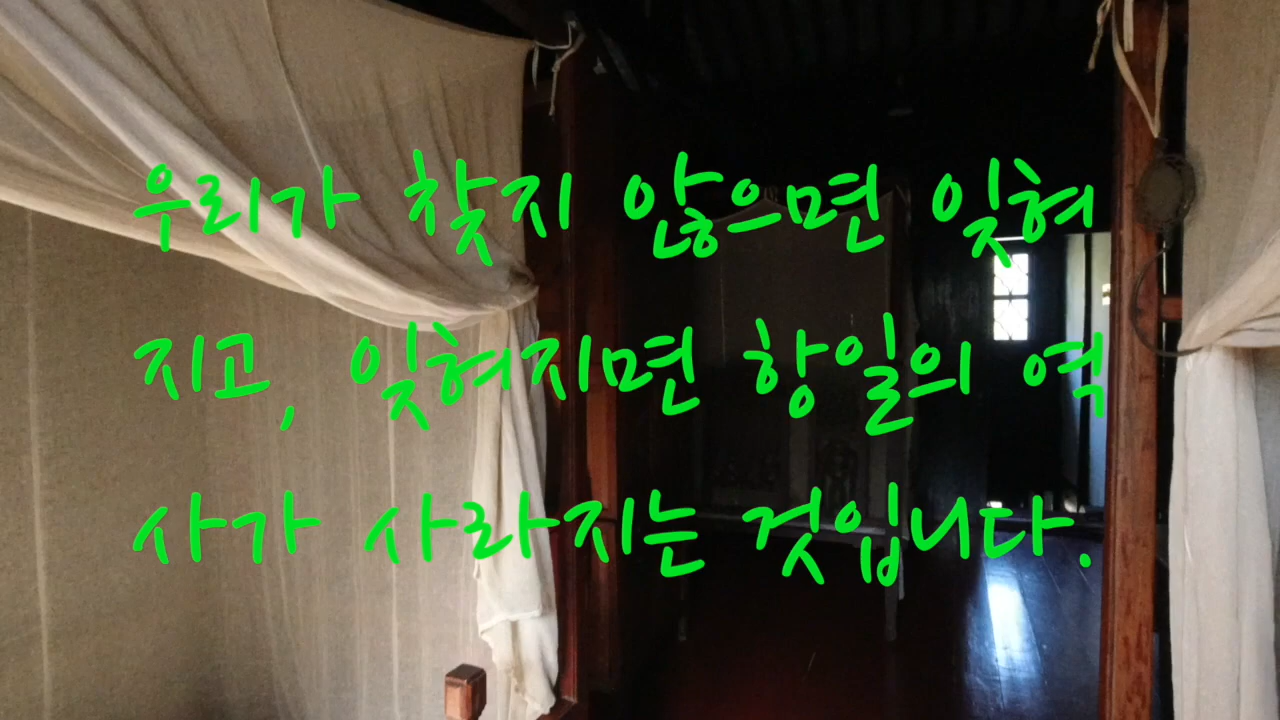 우리가 찾지 않으면 잊혀
지고, 잊혀지면 항일의 역
사가 사라지는 것입니다.